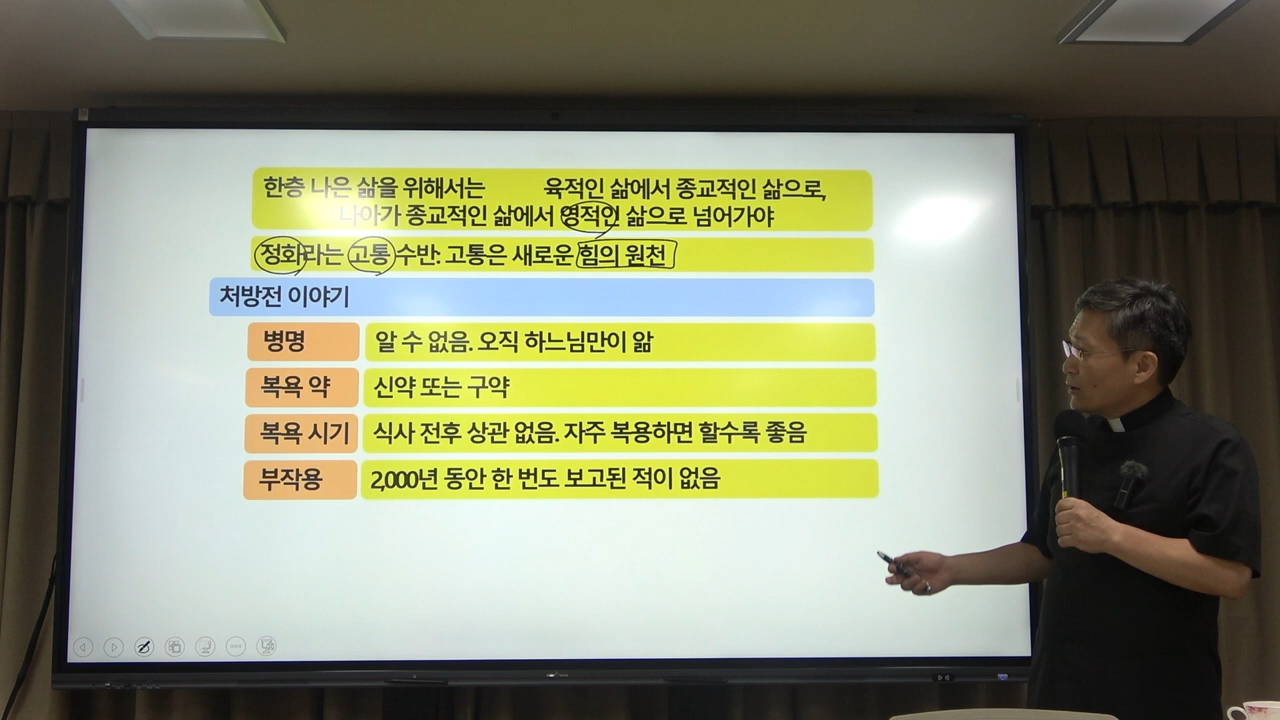 한층 나은 삶을 위해서는 육적인 삶에서 종교적인 삶으로,
나아가 종교적인 삶에서 영적인 삶으로 넘어가야
정화라는 고통 수반: 고통은 새로운 힘의 원천
처방전 이야기
병명 알 수 없음. 오직 하느님만이 앎
복용 약 신약 또는 구약
복용 시기 식사 전후 상관 없음. 자주 복용하면 할수록 좋음
부작용 2,000년 동안 한 번도 보고된 적이 없음